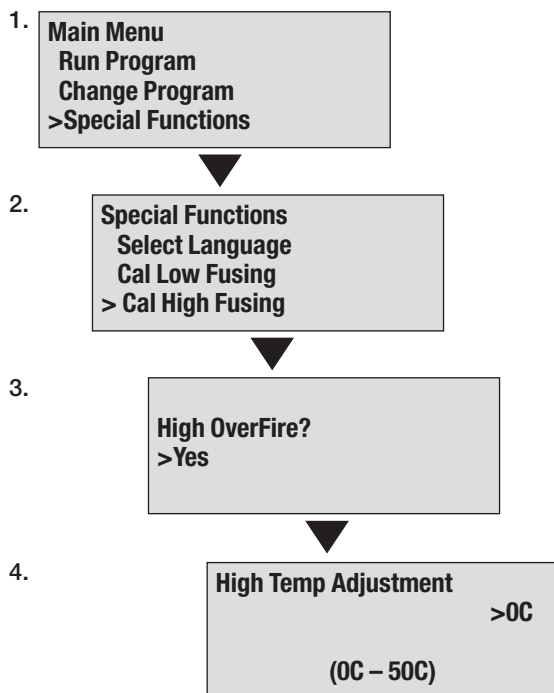 1.
Main Menu
Run Program
Change Program
>Special Functions
2.
Special Functions
Select Language
Cal Low Fusing
> Cal High Fusing
3.
High OverFire?
>Yes
4.
High Temp Adjustment
>0C
(0C – 50C)